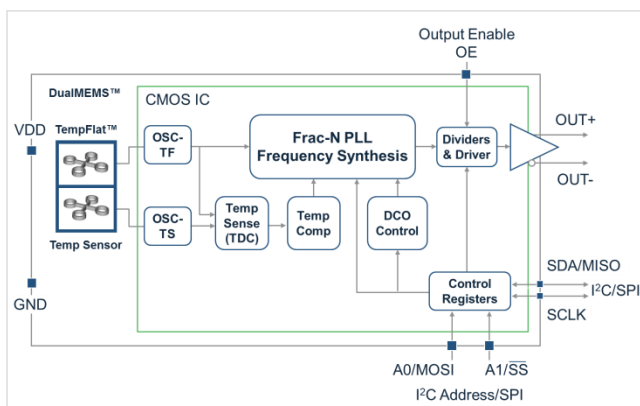 Output Enable
OE
DualMEMS™
CMOS IC
VDD
TempFlat™
OSC-
TF
Frac-N PLL
Frequency Synthesis
Dividers
& Driver
OUT+
OUT-
OSC-
TS
Temp
Sense
(TDC)
Temp
Comp
DCO
Control
Temp Sensor
GND
Control
Registers
SDA/MISO
I²C/SPI
SCLK
A0/MOSI
A1/S̅S̅
I²C Address/SPI